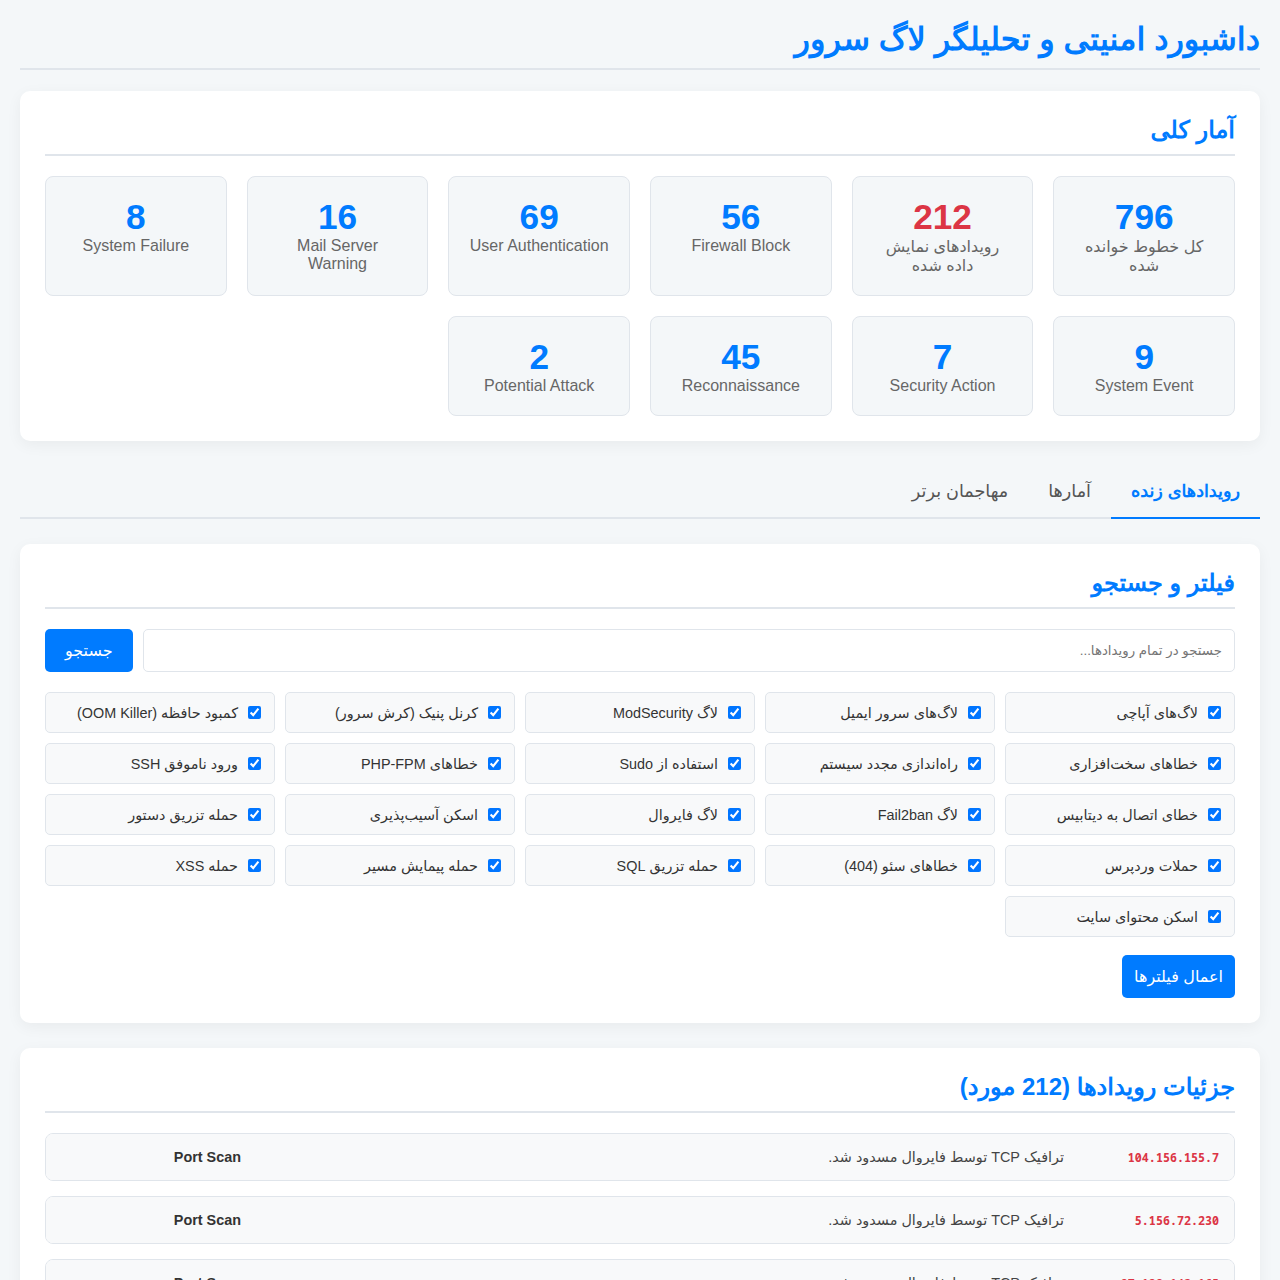 داشبورد امنیتی و تحلیلگر لاگ سرور
آمار کلی
796
کل خطوط خوانده
شده
212
رویدادهای نمایش
داده شده
56
Firewall Block
69
User Authentication
16
Mail Server
Warning
8
System Failure
9
System Event
7
Security Action
45
Reconnaissance
2
Potential Attack
رویدادهای زنده
آمارها
مهاجمان برتر
فیلتر و جستجو
جستجو در تمام رویدادها...
جستجو
لاگ‌های آپاچی
لاگ‌های سرور ایمیل
لاگ ModSecurity
کرنل پنیک (کرش سرور)
کمبود حافظه (OOM Killer)
خطاهای سخت‌افزاری
راه‌اندازی مجدد سیستم
استفاده از Sudo
خطاهای PHP-FPM
ورود ناموفق SSH
خطای اتصال به دیتابیس
لاگ Fail2ban
لاگ فایروال
اسکن آسیب‌پذیری
حمله تزریق دستور
حملات وردپرس
خطاهای سئو (404)
حمله تزریق SQL
حمله پیمایش مسیر
حمله XSS
اسکن محتوای سایت
اعمال فیلترها
جزئیات رویدادها (212 مورد)
104.156.155.7
ترافیک TCP توسط فایروال مسدود شد.
Port Scan
5.156.72.230
ترافیک TCP توسط فایروال مسدود شد.
Port Scan